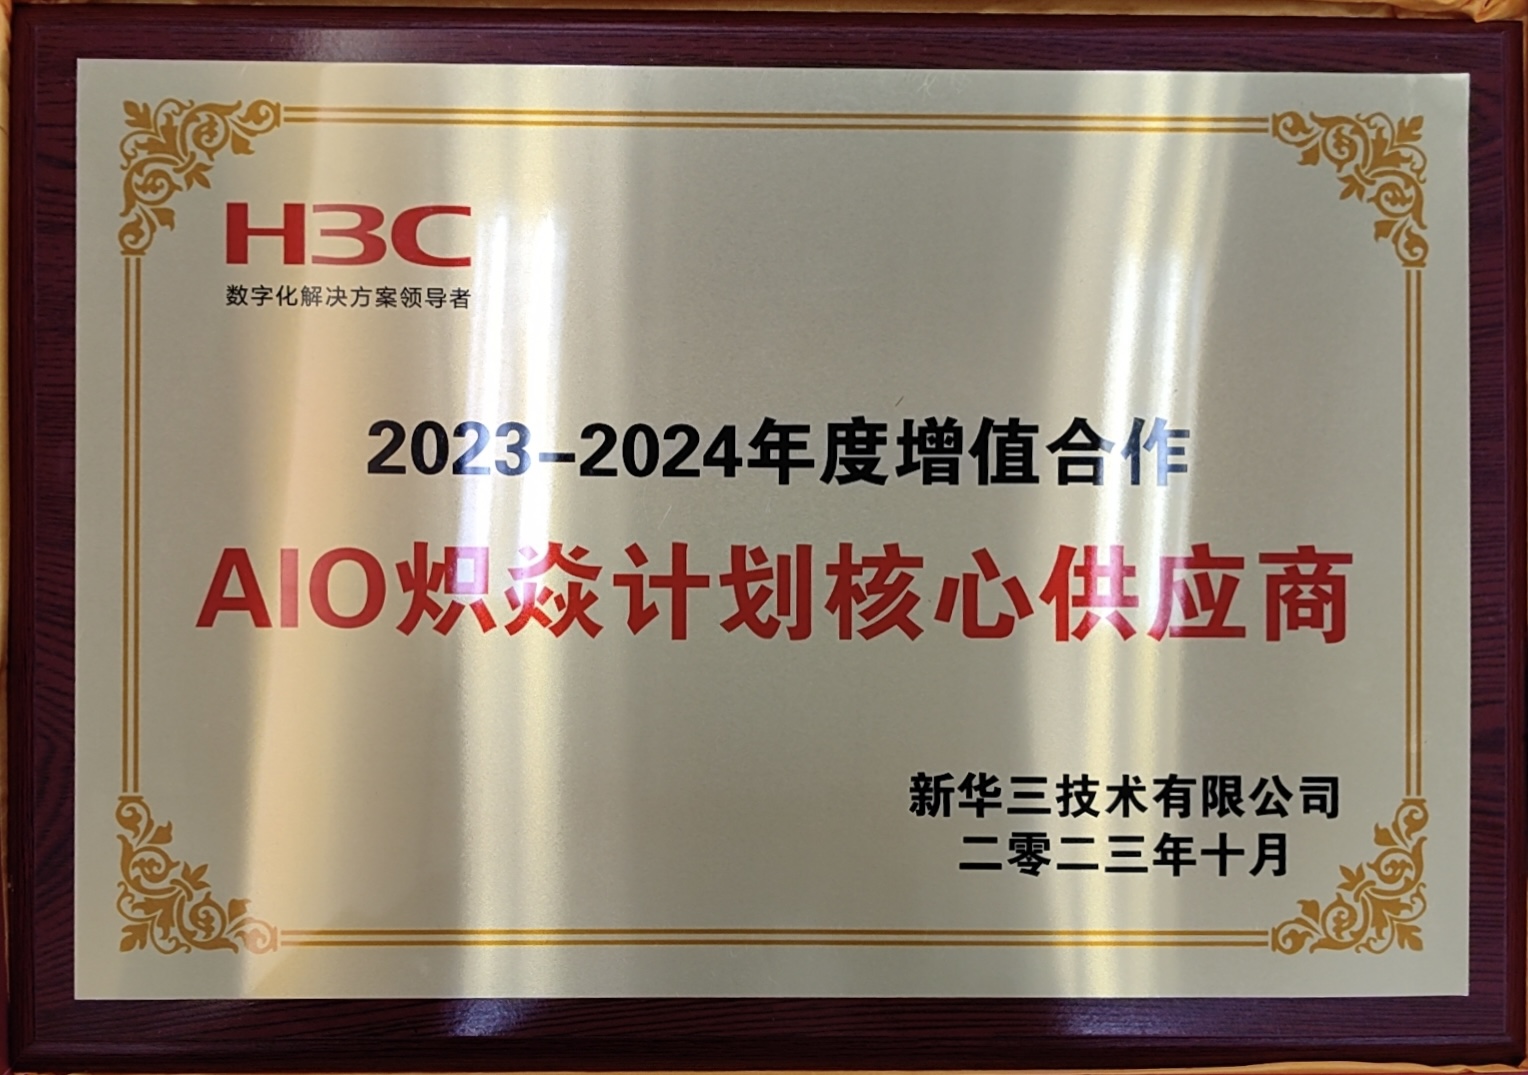 H3C
数字化解决方案领导者
2023-2024年度增值合作
AIO炽焱计划核心供应商
新华三技术有限公司
二零二三年十月